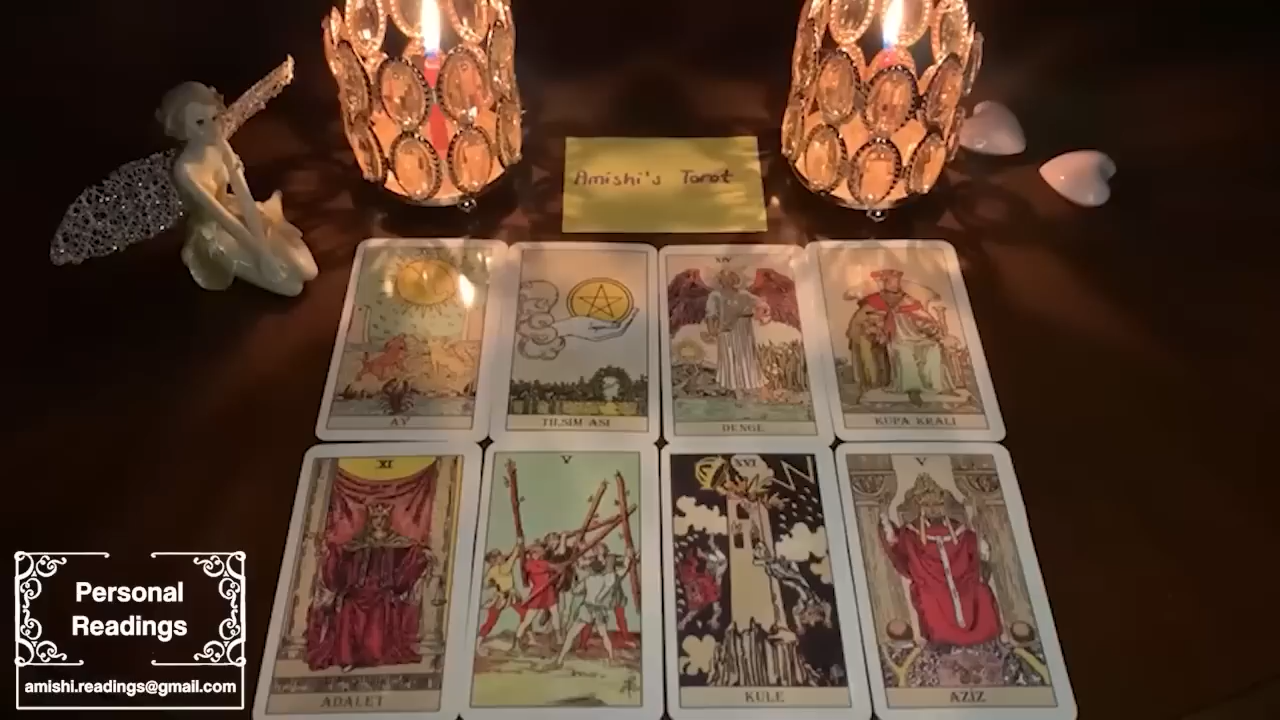 Amishi's Tarot
XIV
AY
TILSIM ASI
DENGE
KUPA KRALI
XI
V
XVI
V
ADALET
KULE
AZİZ
Personal
Readings
amishi.readings@gmail.com